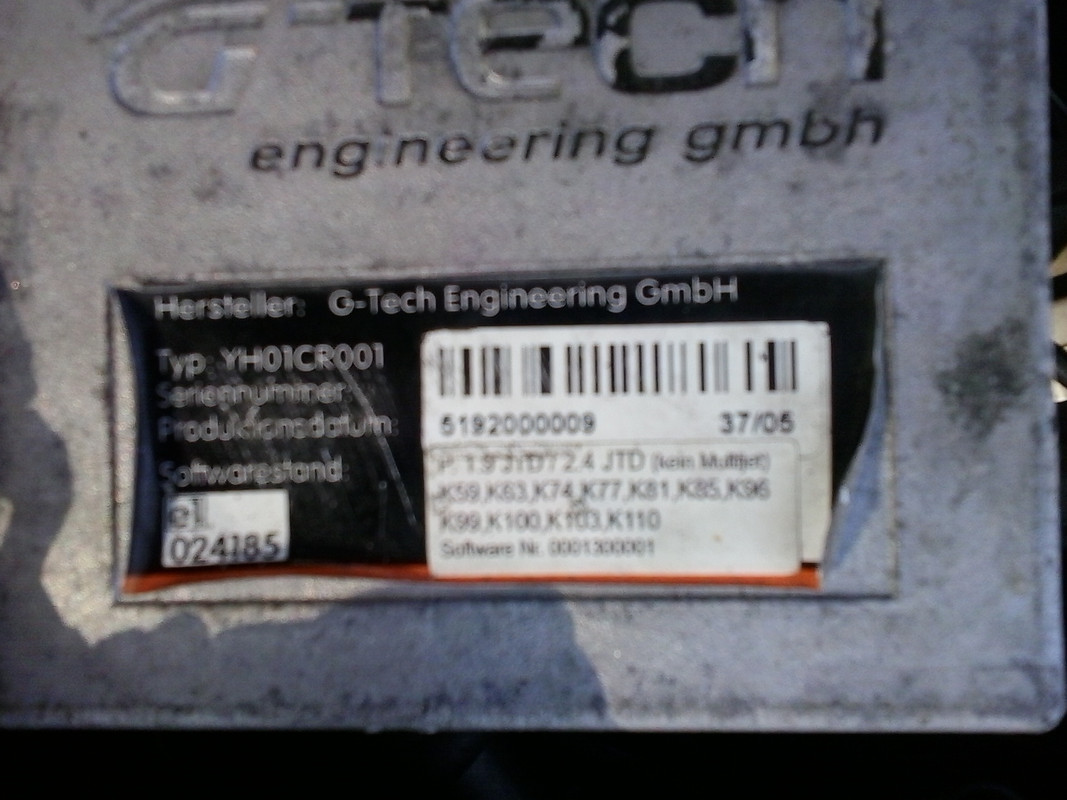 G-Tech
engineering gmbh
Hersteller: G-Tech Engineering GmbH
Typ: YH01CR001
Seriennummer:
5192000009 37/05
Produktionsdatum:
Softwarestand:
1.9 JTD / 2.4 JTD (kein Multijet)
K59,K63,K74,K77,K81,K85,K96
K99,K100,K103,K110
Software Nr. 0001300001
e1
024185